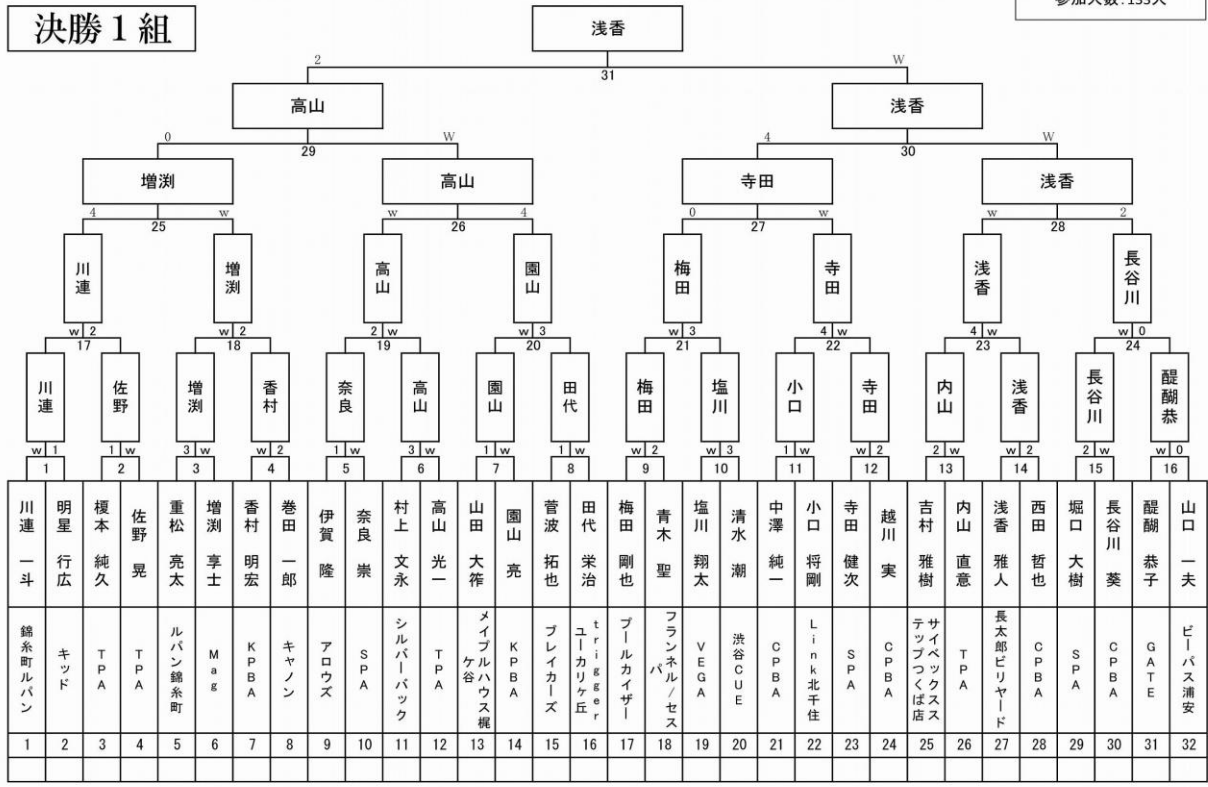 参加人数:133人
決勝1組
浅香
2 W
31
高山 浅香
0 W 4 W
29 30
増渕 高山 寺田 浅香
4 w w 4 0 w w 2
25 26 27 28
川連 増渕 高山 園山 梅田 寺田 浅香 長谷川
w 2 w 2 2 w w 3 w 3 4 w 4 w w 0
17 18 19 20 21 22 23 24
川連 佐野 増渕 香村 奈良 高山 園山 田代 梅田 塩川 小口 寺田 内山 浅香 長谷川 醍醐恭
w 1 1 w 3 w w 2 1 w 3 w 1 w 1 w w 2 w 3 1 w w 2 2 w w 2 2 w w 0
1 2 3 4 5 6 7 8 9 10 11 12 13 14 15 16
川連 一斗 明星 行広 榎本 純久 佐野 晃 重松 亮太 増渕 享士 香村 明宏 巻田 一郎 伊賀 隆 奈良 崇 村上 文永 高山 光一 山田 大筰 園山 亮 菅波 拓也 田代 栄治 梅田 剛也 青木 聖 塩川 翔太 清水 潮 中澤 純一 小口 将剛 寺田 健次 越川 実 吉村 雅樹 内山 直意 浅香 雅人 西田 哲也 堀口 大樹 長谷川 葵 醍醐 恭子 山口 一夫
錦糸町ルパン キッド TPA TPA ルパン錦糸町 Mag KPBA キャノン アロウズ SPA シルバーバック TPA メイプルハウス梶ケ谷 KPBA ブレイカーズ triggerユーカリヶ丘 プールカイザー フランネル/セスパ VEGA 渋谷CUE CPBA Link北千住 SPA CPBA サイペックスステップつくば店 TPA 長太郎ビリヤード CPBA SPA CPBA GATE ビーパス浦安
1 2 3 4 5 6 7 8 9 10 11 12 13 14 15 16 17 18 19 20 21 22 23 24 25 26 27 28 29 30 31 32